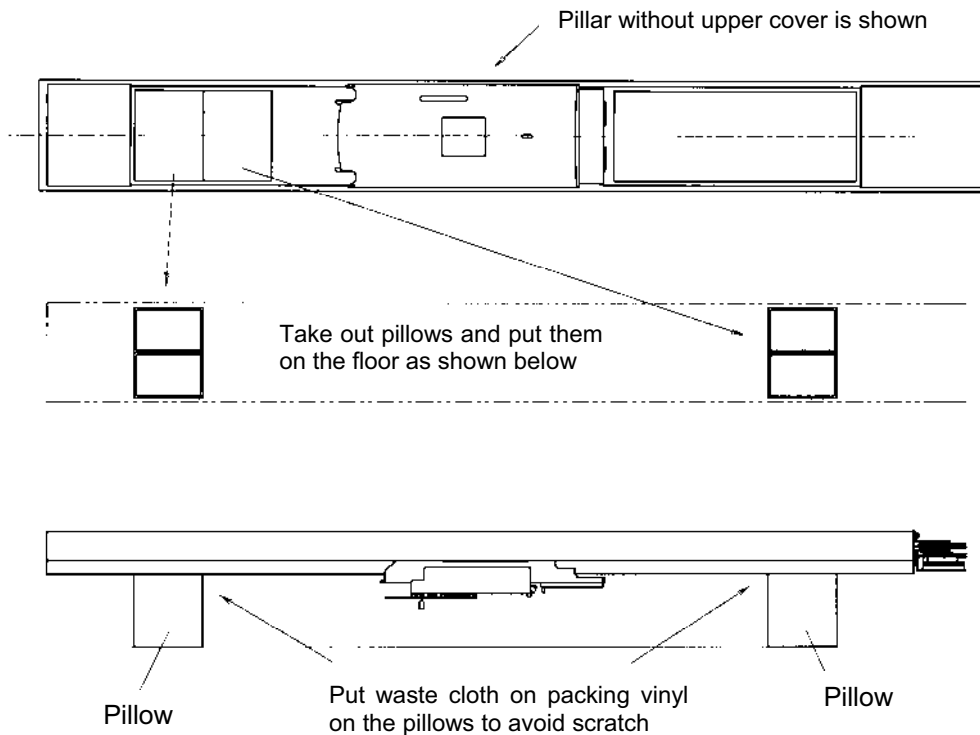 Pillar without upper cover is shown
Take out pillows and put them
on the floor as shown below
Pillow
Put waste cloth on packing vinyl
on the pillows to avoid scratch
Pillow